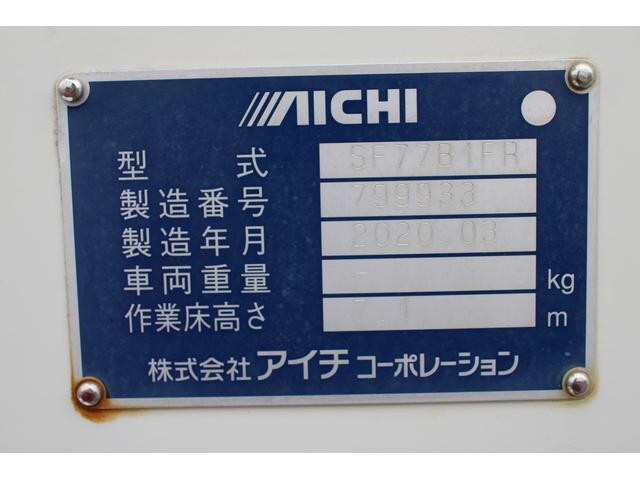 AICHI
型式 SF77B1FR
製造番号 799933
製造年月 2020.03
車両重量 - kg
作業床高さ 7.1 m
株式会社 アイチ コーポレーション